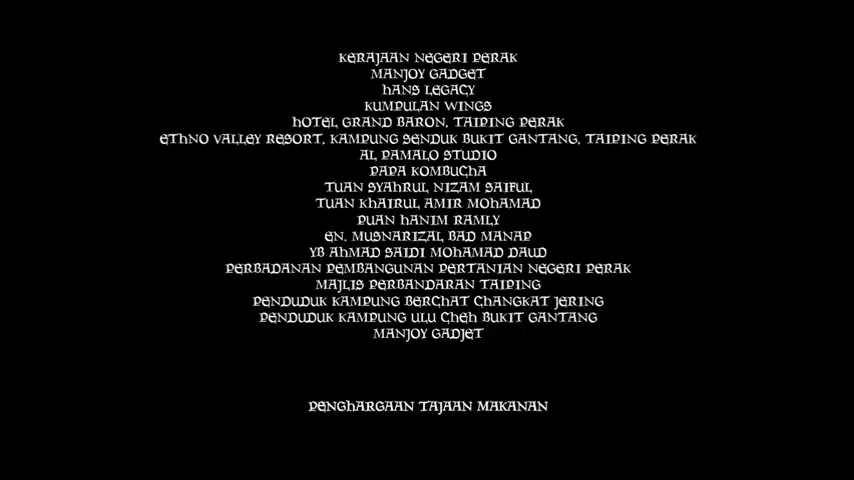 KERAJAAN NEGERI PERAK
MANJOY GADGET
HANS LEGACY
KUMPULAN WINGS
HOTEL GRAND BARON, TAIPING PERAK
ETHNO VALLEY RESORT, KAMPUNG SENDUK BUKIT GANTANG, TAIPING PERAK
AL PAMALO STUDIO
PAPA KOMBUCHA
TUAN SYAHRUL NIZAM SAIFUL
TUAN KHAIRUL AMIR MOHAMAD
PUAN HANIM RAMLY
EN. MUSNARIZAL BAD MANAP
YB AHMAD SAIDI MOHAMAD DAUD
PERBADANAN PEMBANGUNAN PERTANIAN NEGERI PERAK
MAJLIS PERBANDARAN TAIPING
PENDUDUK KAMPUNG BERCHAT CHANGKAT JERING
PENDUDUK KAMPUNG ULU CHEH BUKIT GANTANG
MANJOY GADJET
PENGHARGAAN TAJAAN MAKANAN